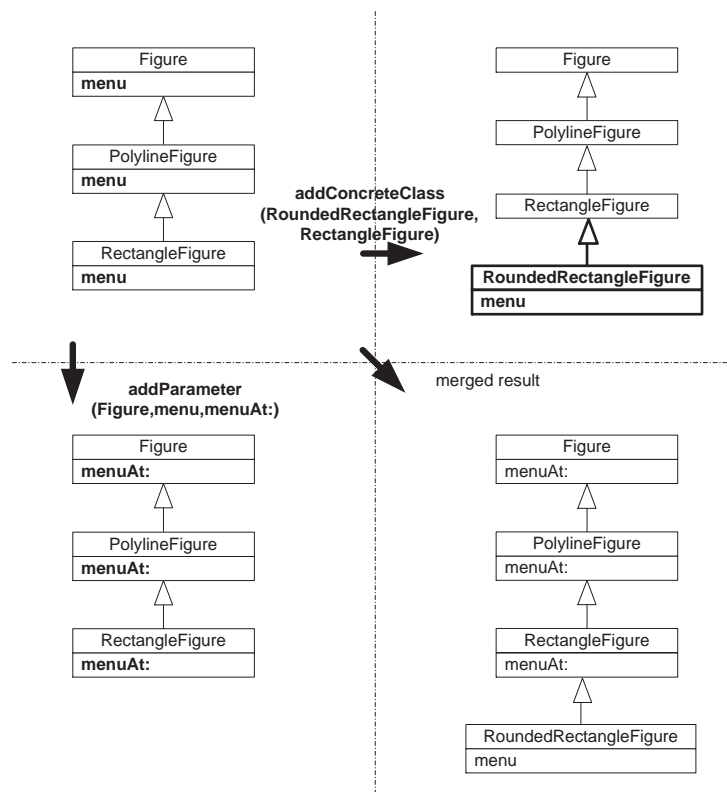 Figure
menu
PolylineFigure
menu
RectangleFigure
menu
addConcreteClass
(RoundedRectangleFigure,
RectangleFigure)
Figure
PolylineFigure
RectangleFigure
RoundedRectangleFigure
menu
addParameter
(Figure,menu,menuAt:)
Figure
menuAt:
PolylineFigure
menuAt:
RectangleFigure
menuAt:
merged result
Figure
menuAt:
PolylineFigure
menuAt:
RectangleFigure
menuAt:
RoundedRectangleFigure
menu